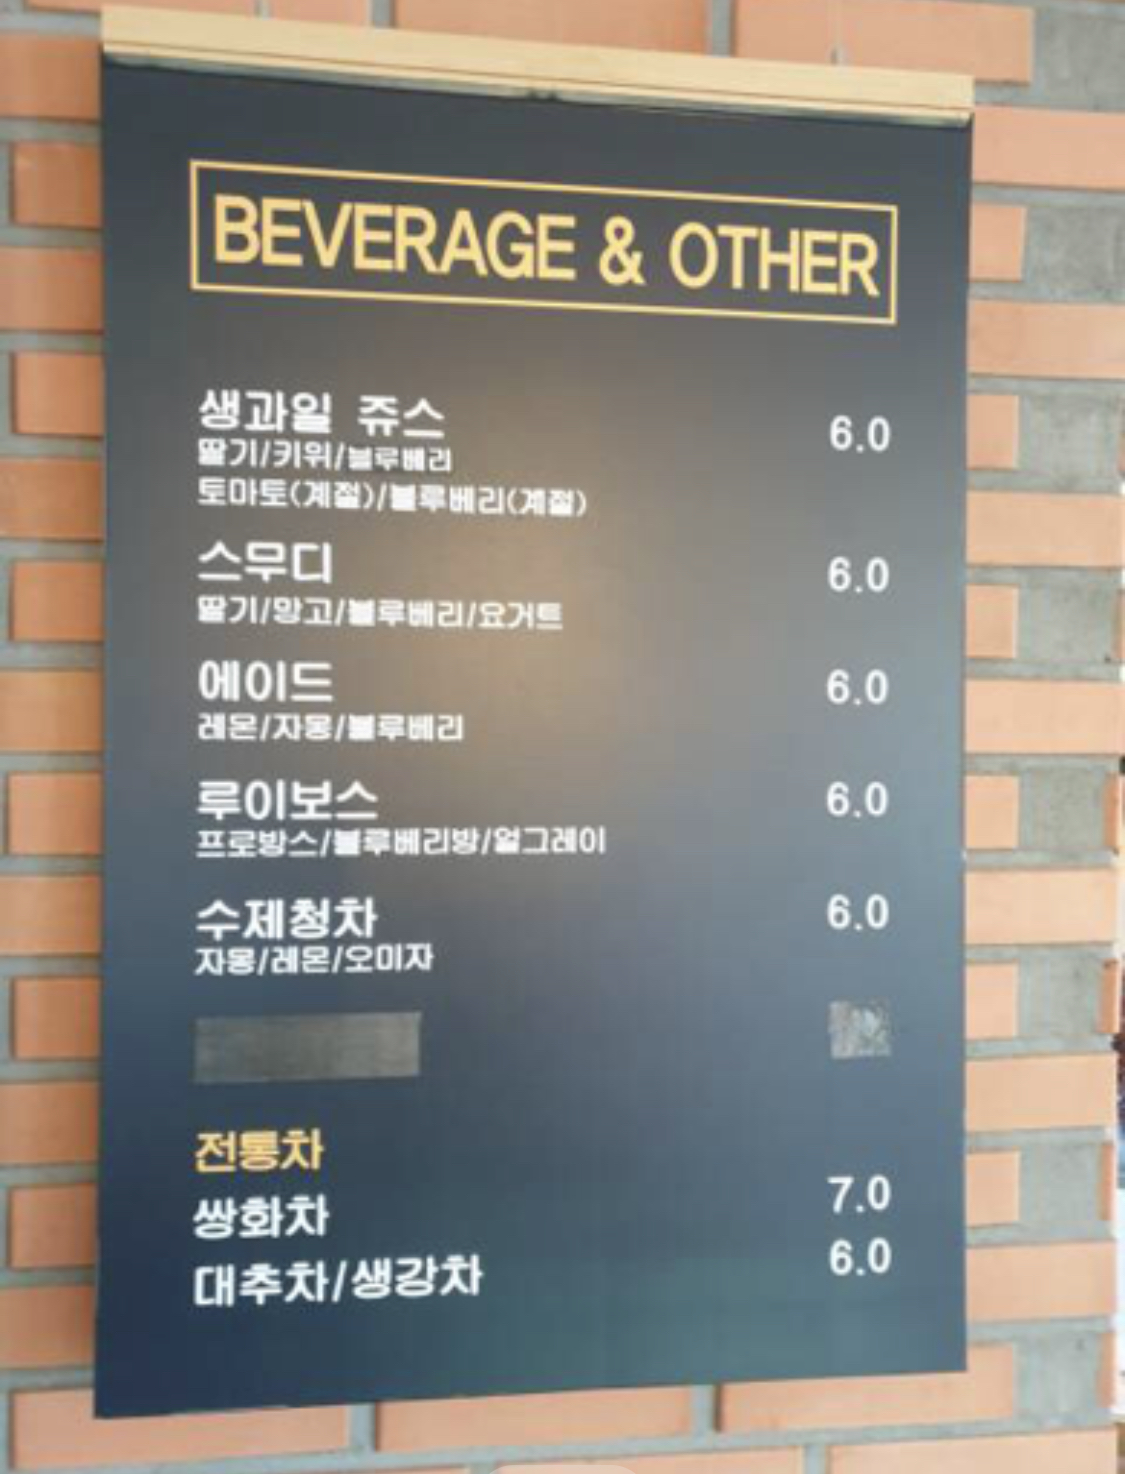 BEVERAGE & OTHER
생과일 쥬스 6.0
딸기/키위/블루베리
토마토(계절)/블루베리(계절)
스무디 6.0
딸기/망고/블루베리/요거트
에이드 6.0
레몬/자몽/블루베리
루이보스 6.0
프로방스/블루베리방/얼그레이
수제청차 6.0
자몽/레몬/오미자
전통차
쌍화차 7.0
대추차/생강차 6.0